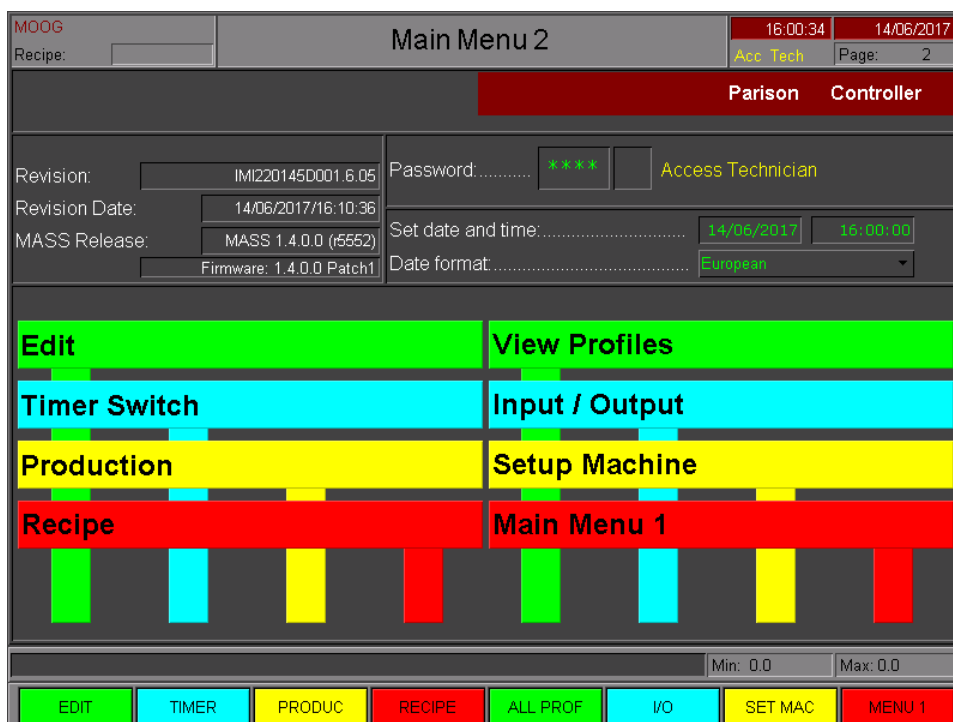 MOOG
Recipe:
Main Menu 2
16:00:34 14/06/2017
Acc Tech Page: 2
Parison Controller
Revision: IMI220145D001.6.05
Revision Date: 14/06/2017/16:10:36
MASS Release: MASS 1.4.0.0 (r5552)
Firmware: 1.4.0.0 Patch1
Password:........... **** Access Technician
Set date and time:............................. 14/06/2017 16:00:00
Date format:....................................... European
Edit
View Profiles
Timer Switch
Input / Output
Production
Setup Machine
Recipe
Main Menu 1
Min: 0.0 Max: 0.0
EDIT TIMER PRODUC RECIPE ALL PROF I/O SET MAC MENU 1